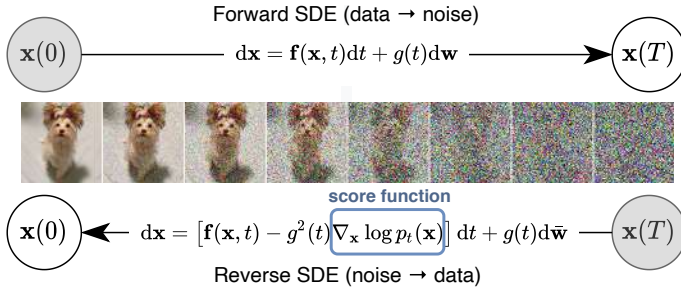 Forward SDE (data → noise)
x(0) dx = f(x, t)dt + g(t)dw x(T)
score function
x(0) dx = [f(x, t) − g²(t)∇ₓ log pₜ(x)] dt + g(t)dw̄ x(T)
Reverse SDE (noise → data)